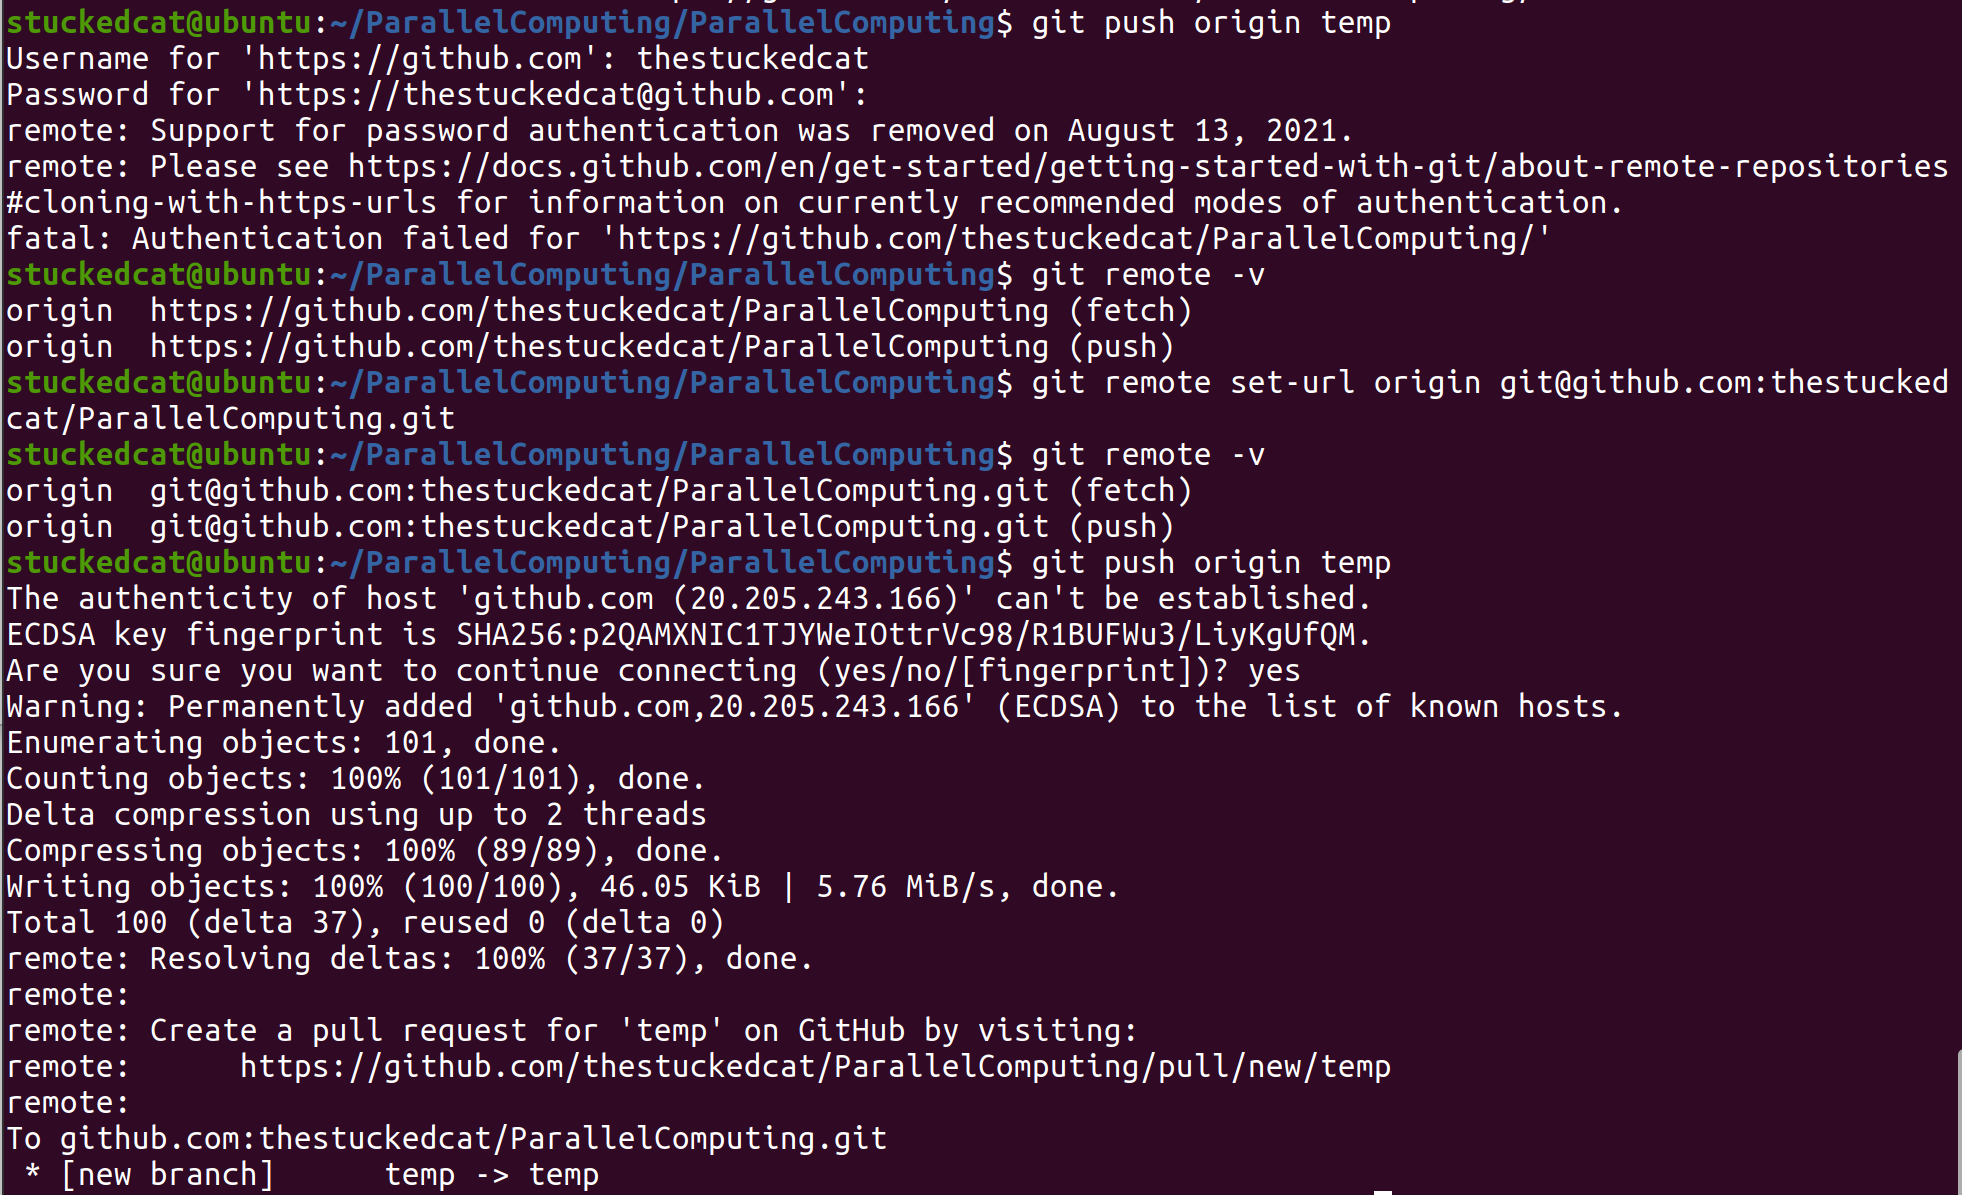 stuckedcat@ubuntu:~/ParallelComputing/ParallelComputing$ git push origin temp
Username for 'https://github.com': thestuckedcat
Password for 'https://thestuckedcat@github.com':
remote: Support for password authentication was removed on August 13, 2021.
remote: Please see https://docs.github.com/en/get-started/getting-started-with-git/about-remote-repositories
#cloning-with-https-urls for information on currently recommended modes of authentication.
fatal: Authentication failed for 'https://github.com/thestuckedcat/ParallelComputing/'
stuckedcat@ubuntu:~/ParallelComputing/ParallelComputing$ git remote -v
origin  https://github.com/thestuckedcat/ParallelComputing (fetch)
origin  https://github.com/thestuckedcat/ParallelComputing (push)
stuckedcat@ubuntu:~/ParallelComputing/ParallelComputing$ git remote set-url origin git@github.com:thestucked
cat/ParallelComputing.git
stuckedcat@ubuntu:~/ParallelComputing/ParallelComputing$ git remote -v
origin  git@github.com:thestuckedcat/ParallelComputing.git (fetch)
origin  git@github.com:thestuckedcat/ParallelComputing.git (push)
stuckedcat@ubuntu:~/ParallelComputing/ParallelComputing$ git push origin temp
The authenticity of host 'github.com (20.205.243.166)' can't be established.
ECDSA key fingerprint is SHA256:p2QAMXNIC1TJYWeIOttrVc98/R1BUFWu3/LiyKgUfQM.
Are you sure you want to continue connecting (yes/no/[fingerprint])? yes
Warning: Permanently added 'github.com,20.205.243.166' (ECDSA) to the list of known hosts.
Enumerating objects: 101, done.
Counting objects: 100% (101/101), done.
Delta compression using up to 2 threads
Compressing objects: 100% (89/89), done.
Writing objects: 100% (100/100), 46.05 KiB | 5.76 MiB/s, done.
Total 100 (delta 37), reused 0 (delta 0)
remote: Resolving deltas: 100% (37/37), done.
remote:
remote: Create a pull request for 'temp' on GitHub by visiting:
remote:      https://github.com/thestuckedcat/ParallelComputing/pull/new/temp
remote:
To github.com:thestuckedcat/ParallelComputing.git
 * [new branch]      temp -> temp